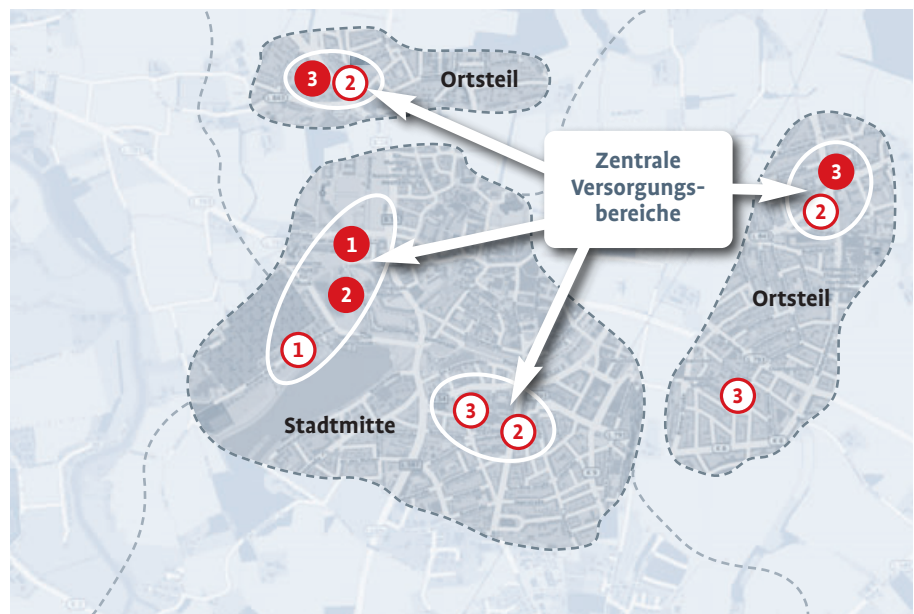 3
2
Ortsteil
Zentrale
Versorgungs-
bereiche
3
2
1
2
1
Ortsteil
3
3
2
Stadtmitte